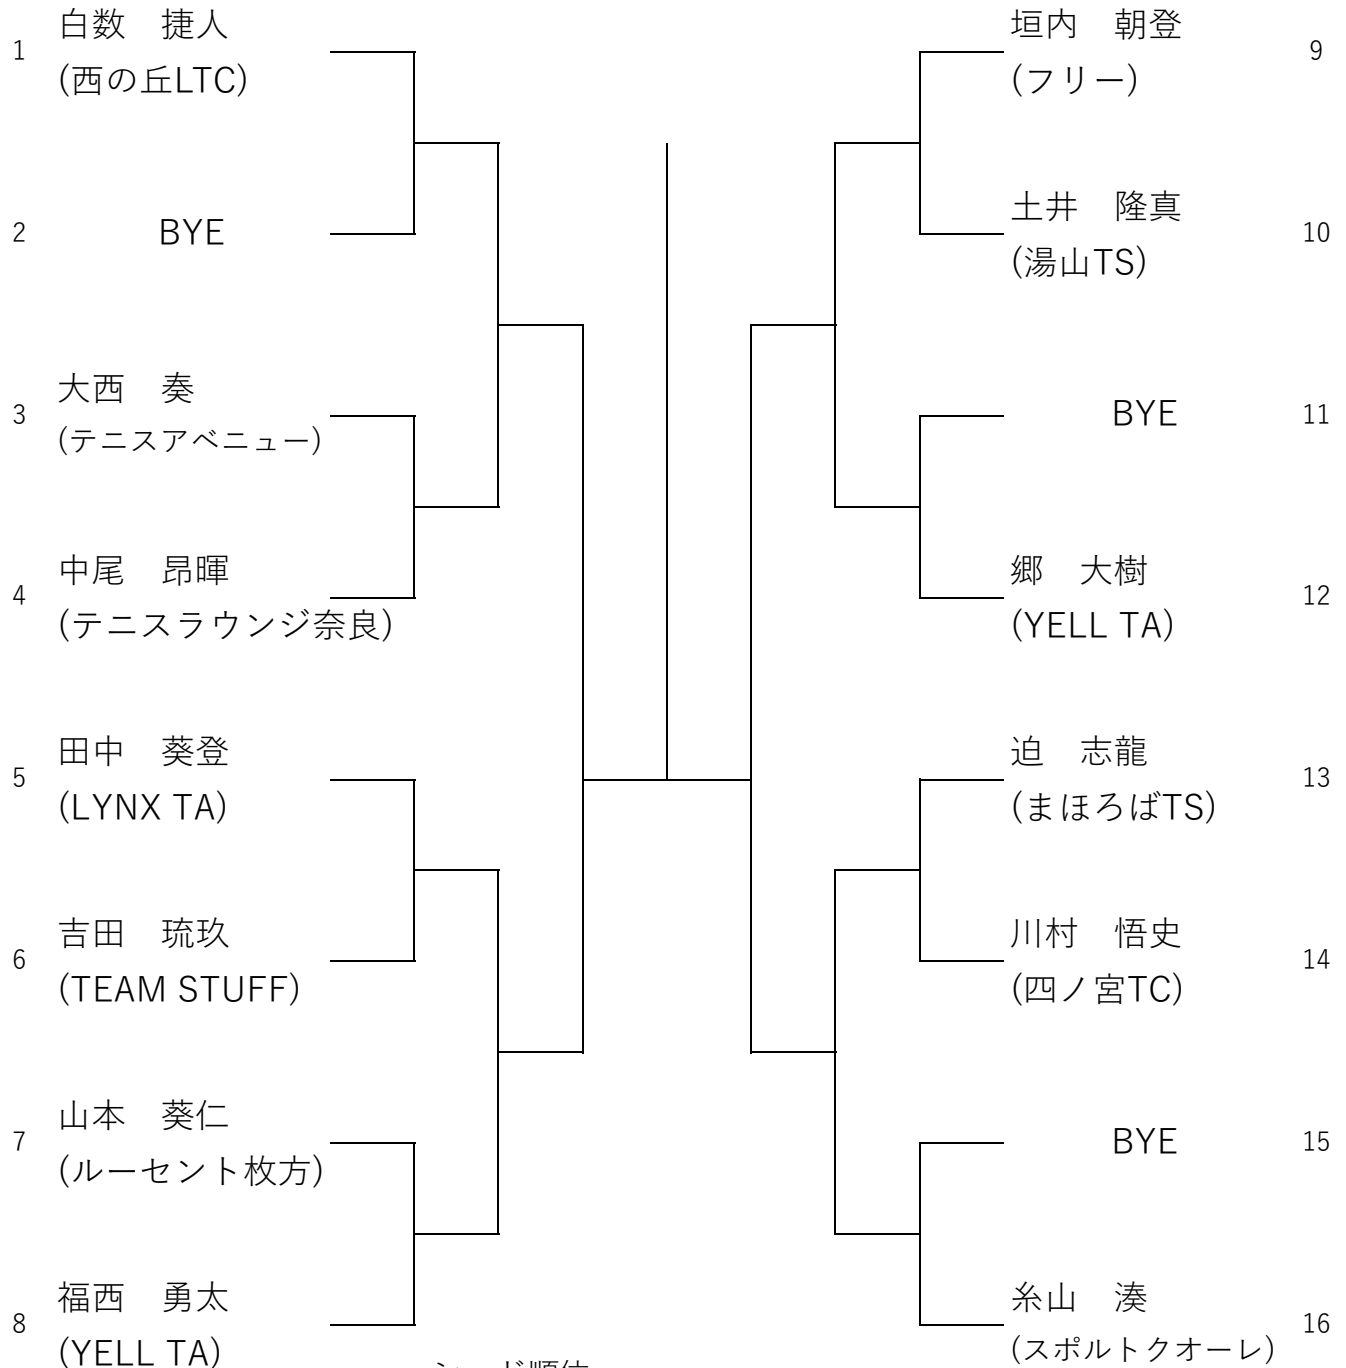 1
白数　捷人
(西の丘LTC)
2
BYE
3
大西　奏
(テニスアベニュー)
4
中尾　昂暉
(テニスラウンジ奈良)
5
田中　葵登
(LYNX TA)
6
吉田　琉玖
(TEAM STUFF)
7
山本　葵仁
(ルーセント枚方)
8
福西　勇太
(YELL TA)
垣内　朝登
(フリー)
9
土井　隆真
(湯山TS)
10
BYE
11
郷　大樹
(YELL TA)
12
迫　志龍
(まほろばTS)
13
川村　悟史
(四ノ宮TC)
14
BYE
15
糸山　湊
(スポルトクオーレ)
16
シード順位